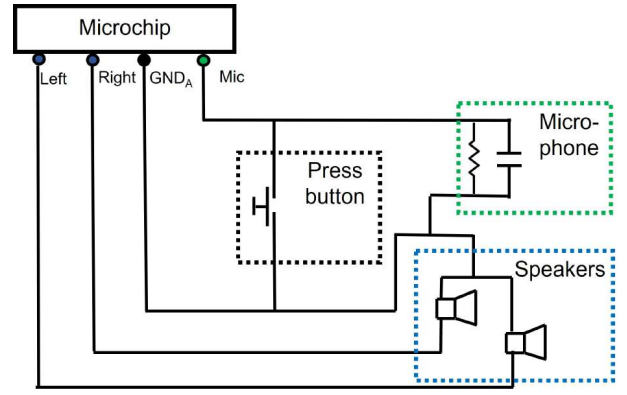 Microchip
Left
Right
GNDA
Mic
Micro-
phone
Press
button
Speakers